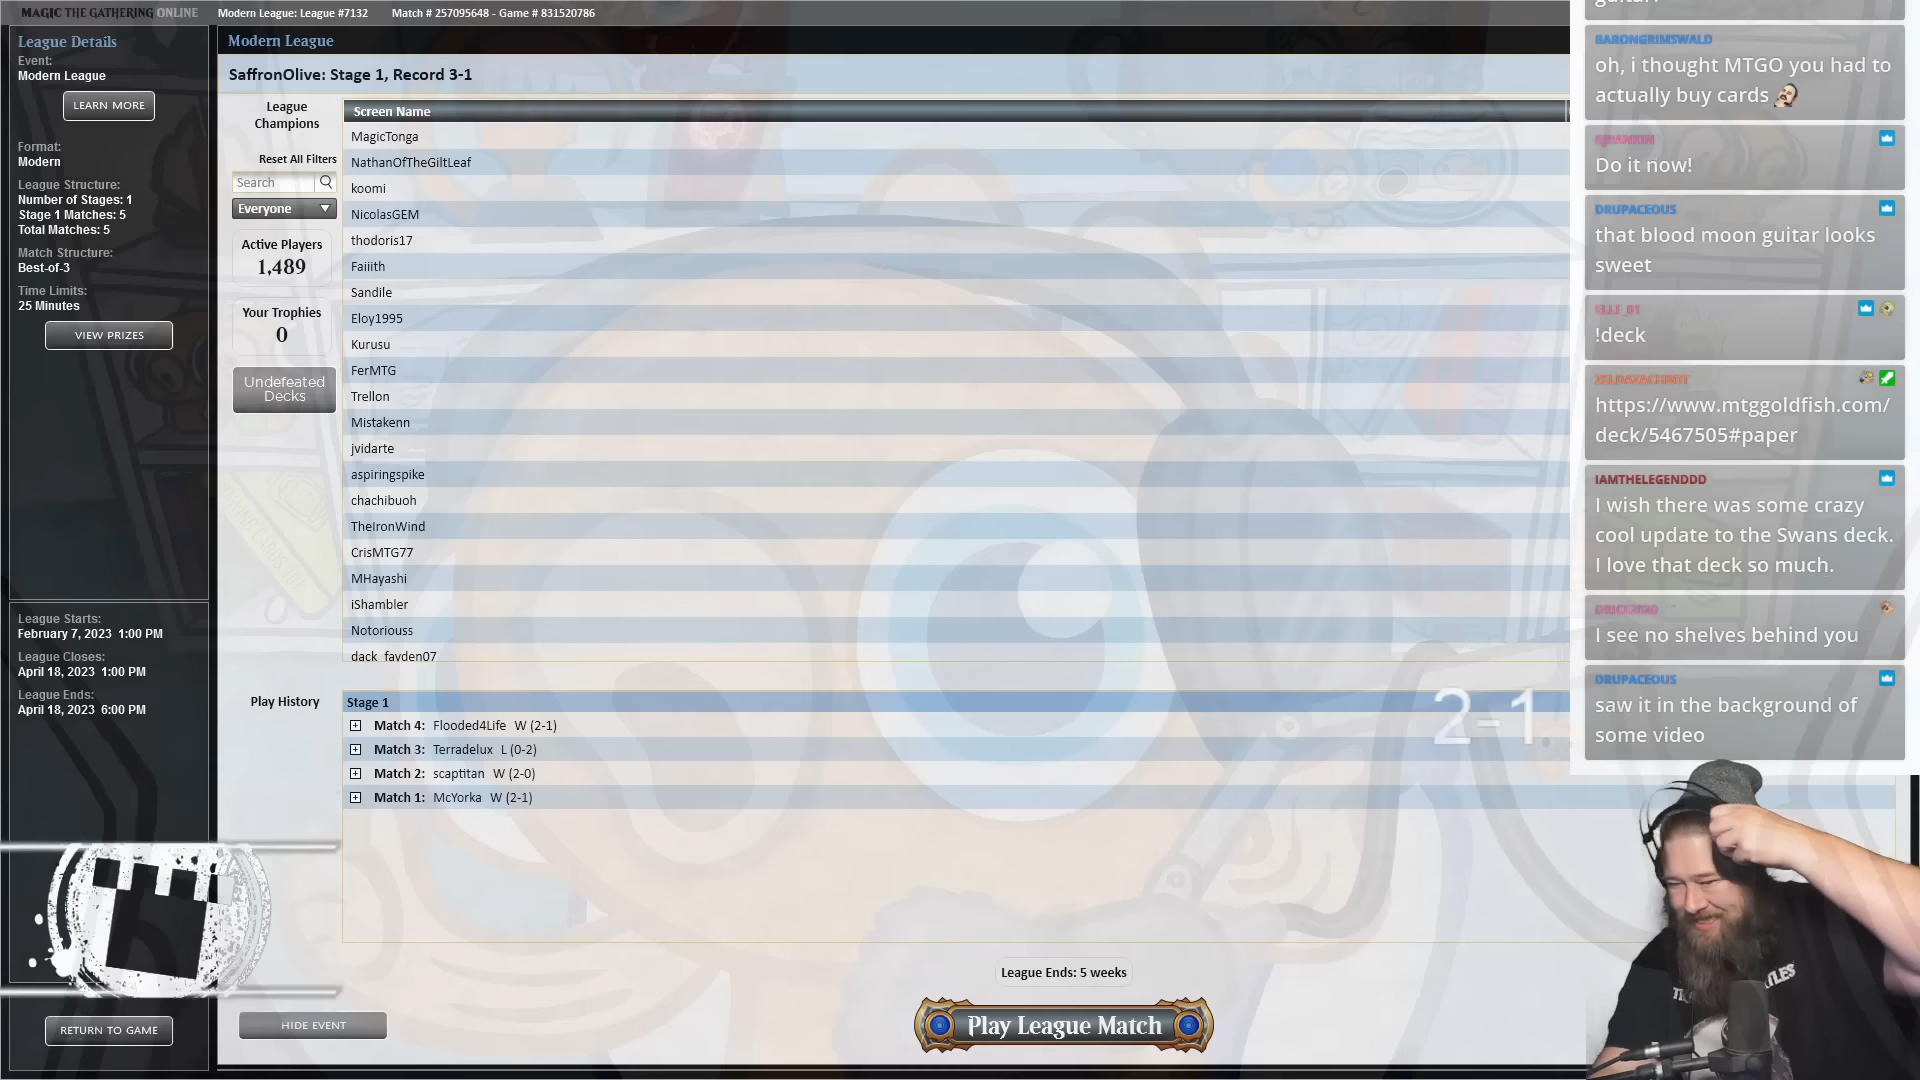 MAGIC THE GATHERING ONLINE
Modern League: League #7132
Match # 257095648 - Game # 831520786
League Details
Event:
Modern League
LEARN MORE
Format:
Modern
League Structure:
Number of Stages: 1
Stage 1 Matches: 5
Total Matches: 5
Match Structure:
Best-of-3
Time Limits:
25 Minutes
VIEW PRIZES
League Starts:
February 7, 2023 1:00 PM
League Closes:
April 18, 2023 1:00 PM
League Ends:
April 18, 2023 6:00 PM
RETURN TO GAME
Modern League
SaffronOlive: Stage 1, Record 3-1
League
Champions
Reset All Filters
Search
Everyone
Active Players
1,489
Your Trophies
0
Undefeated
Decks
Screen Name
MagicTonga
NathanOfTheGiltLeaf
koomi
NicolasGEM
thodoris17
Faiiith
Sandile
Eloy1995
Kurusu
FerMTG
Trellon
Mistakenn
jvidarte
aspiringspike
chachibuoh
TheIronWind
CrisMTG77
MHayashi
iShambler
Notoriouss
dack_fayden07
Play History
Stage 1
Match 4: Flooded4Life W (2-1)
Match 3: Terradelux L (0-2)
Match 2: scaptitan W (2-0)
Match 1: McYorka W (2-1)
2-1
League Ends: 5 weeks
HIDE EVENT
Play League Match
BARONGRIMSWALD
oh, i thought MTGO you had to
actually buy cards
Do it now!
DRUPACEOUS
that blood moon guitar looks
sweet
ELLE_01
!deck
https://www.mtggoldfish.com/
deck/5467505#paper
IAMTHELEGENDDD
I wish there was some crazy
cool update to the Swans deck.
I love that deck so much.
I see no shelves behind you
DRUPACEOUS
saw it in the background of
some video